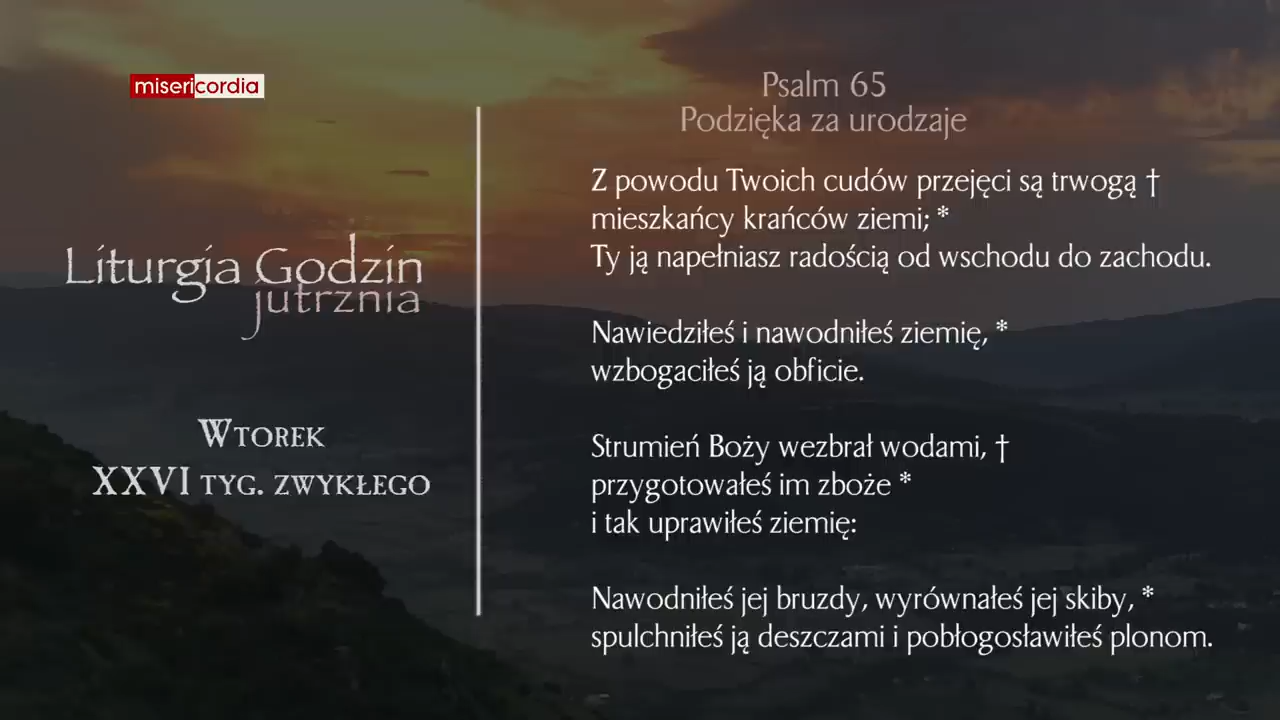 misericordia
Liturgia Godzin
jutrznia
Wtorek
XXVI tyg. zwykłego
Psalm 65
Podzięka za urodzaje
Z powodu Twoich cudów przejęci są trwogą †
mieszkańcy krańców ziemi; *
Ty ją napełniasz radością od wschodu do zachodu.
Nawiedziłeś i nawodniłeś ziemię, *
wzbogaciłeś ją obficie.
Strumień Boży wezbrał wodami, †
przygotowałeś im zboże *
i tak uprawiłeś ziemię:
Nawodniłeś jej bruzdy, wyrównałeś jej skiby, *
spulchniłeś ją deszczami i pobłogosławiłeś plonom.